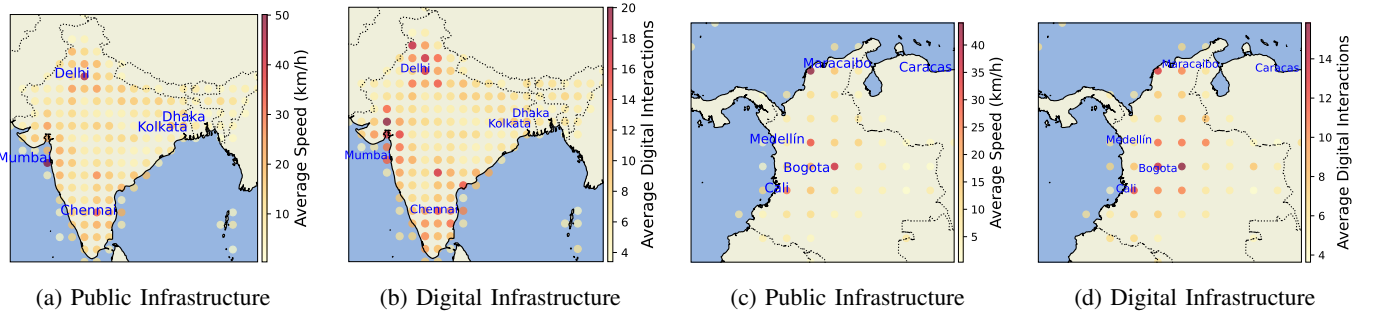 50
40
30
20
10
Average Speed (km/h)
Delhi
Dhaka
Kolkata
Mumba
Chennai
(a) Public Infrastructure
20
18
16
14
12
10
8
6
4
Average Digital Interactions
Delhi
Dhaka
Kolkata
Mumba
Chennai
(b) Digital Infrastructure
40
35
30
25
20
15
10
5
Average Speed (km/h)
Maracaibo
Caracas
Medellín
Bogota
Cali
(c) Public Infrastructure
14
12
10
8
6
4
Average Digital Interactions
Maracaibo
Caracas
Medellín
Bogota
Cali
(d) Digital Infrastructure